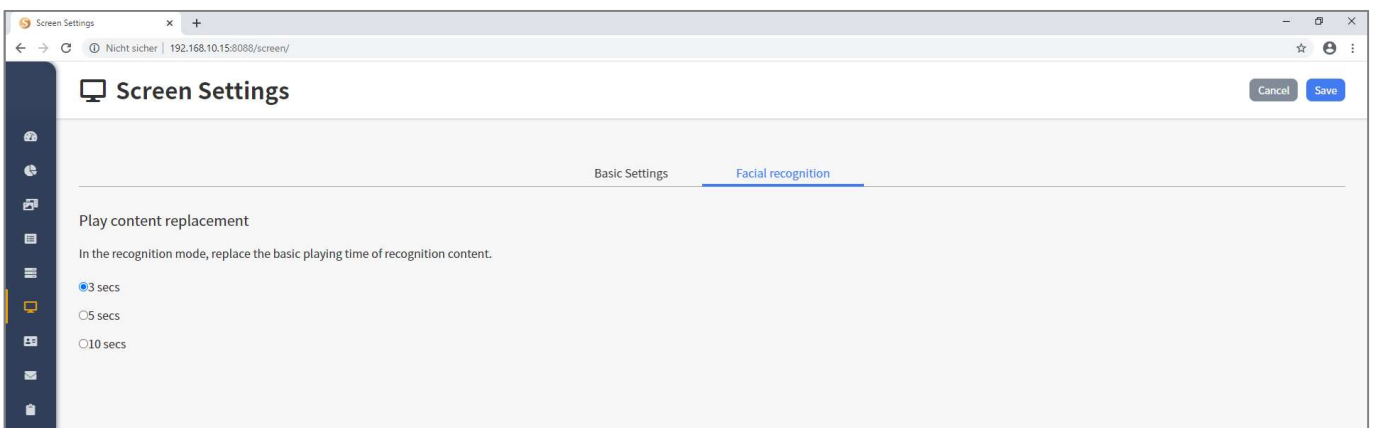 Screen Settings
Nicht sicher | 192.168.10.15:8088/screen/
Screen Settings
Cancel
Save
Basic Settings
Facial recognition
Play content replacement
In the recognition mode, replace the basic playing time of recognition content.
3 secs
5 secs
10 secs